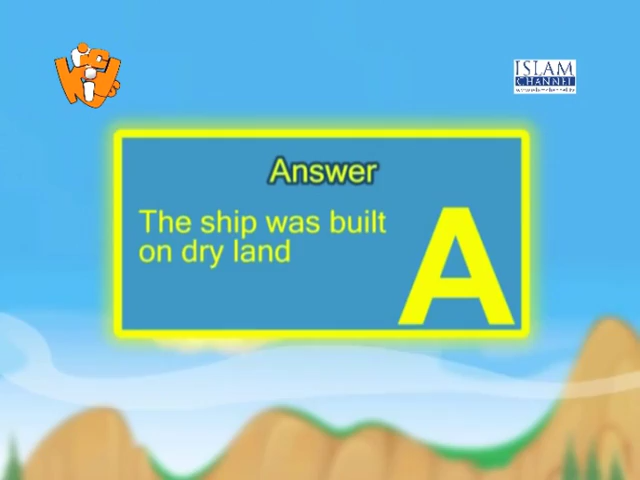 ISLAM
CHANNEL
Answer
The ship was built
on dry land
A